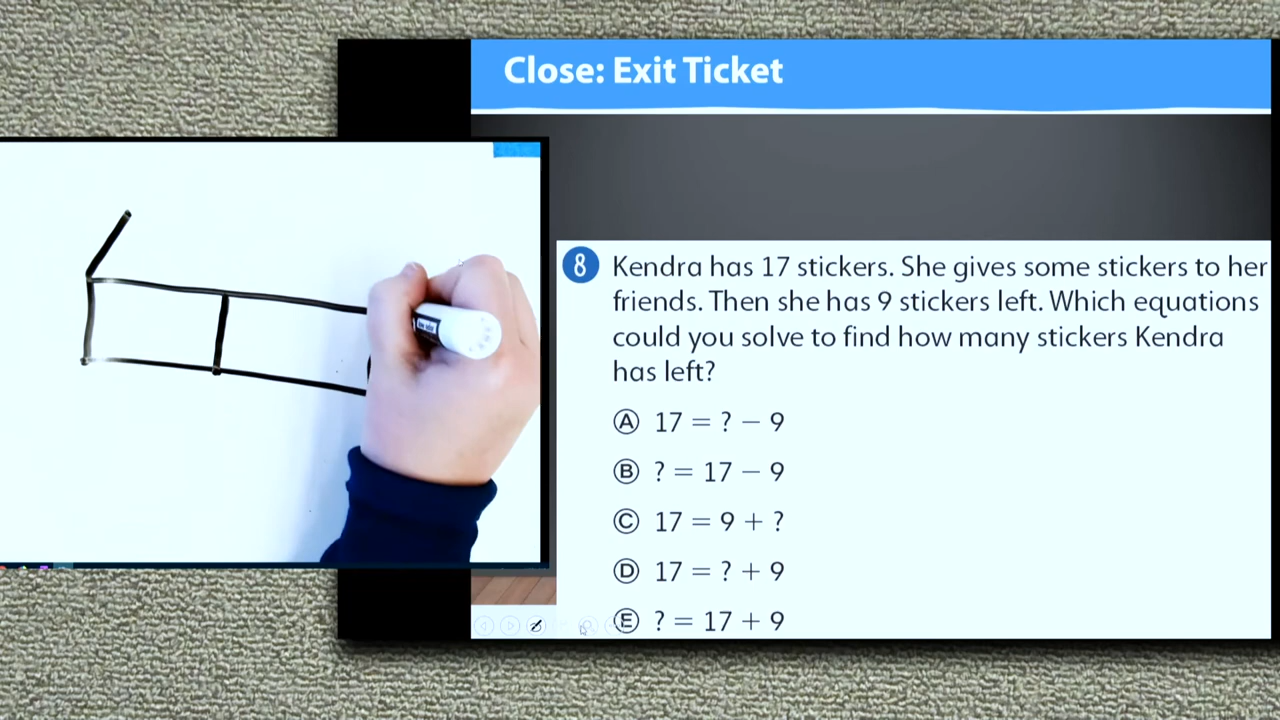 Close: Exit Ticket
8 Kendra has 17 stickers. She gives some stickers to her
friends. Then she has 9 stickers left. Which equations
could you solve to find how many stickers Kendra
has left?
A 17 = ? − 9
B ? = 17 − 9
C 17 = 9 + ?
D 17 = ? + 9
E ? = 17 + 9